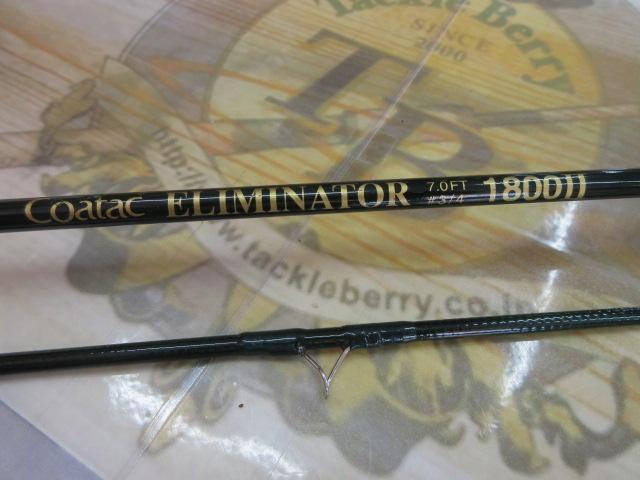 Tackle Berry
SINCE
2000
TB
Coatac ELIMINATOR 7.0FT #3/4 1800II
http://
www.tackleberry.co.jp